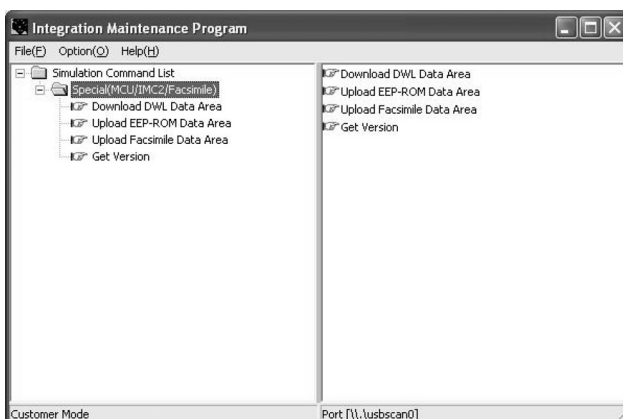 Integration Maintenance Program
File(F) Option(O) Help(H)
Simulation Command List
Special(MCU/IMC2/Facsimile)
Download DWL Data Area
Upload EEP-ROM Data Area
Upload Facsimile Data Area
Get Version
Download DWL Data Area
Upload EEP-ROM Data Area
Upload Facsimile Data Area
Get Version
Customer Mode
Port [\\.\usbscan0]